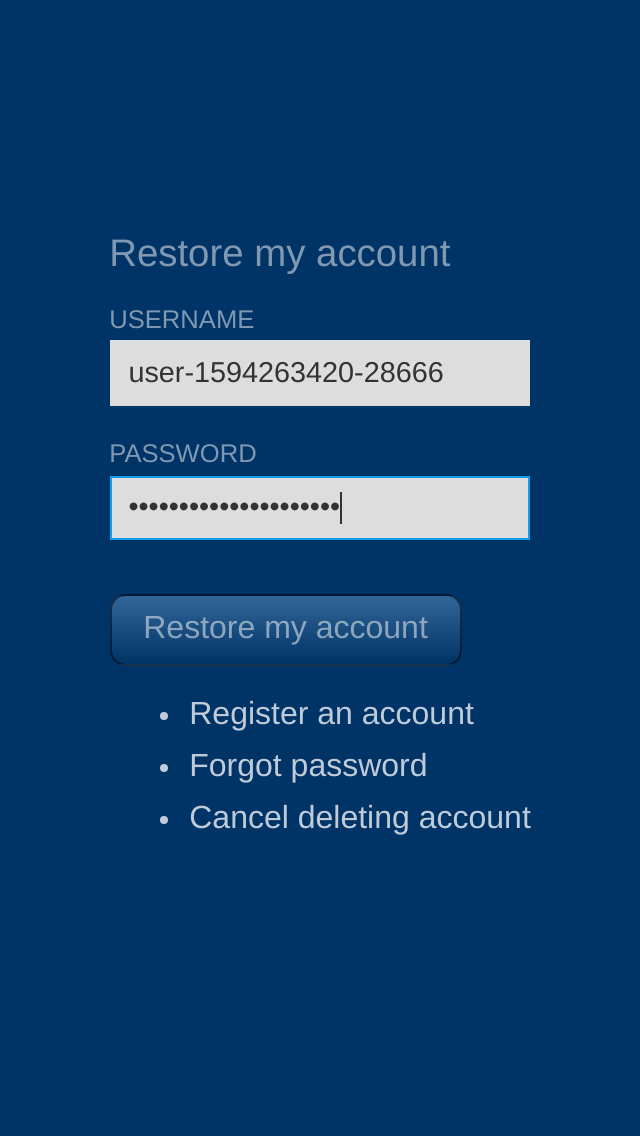 Restore my account
USERNAME
user-1594263420-28666
PASSWORD
•••••••••••••••••••••
Restore my account
• Register an account
• Forgot password
• Cancel deleting account